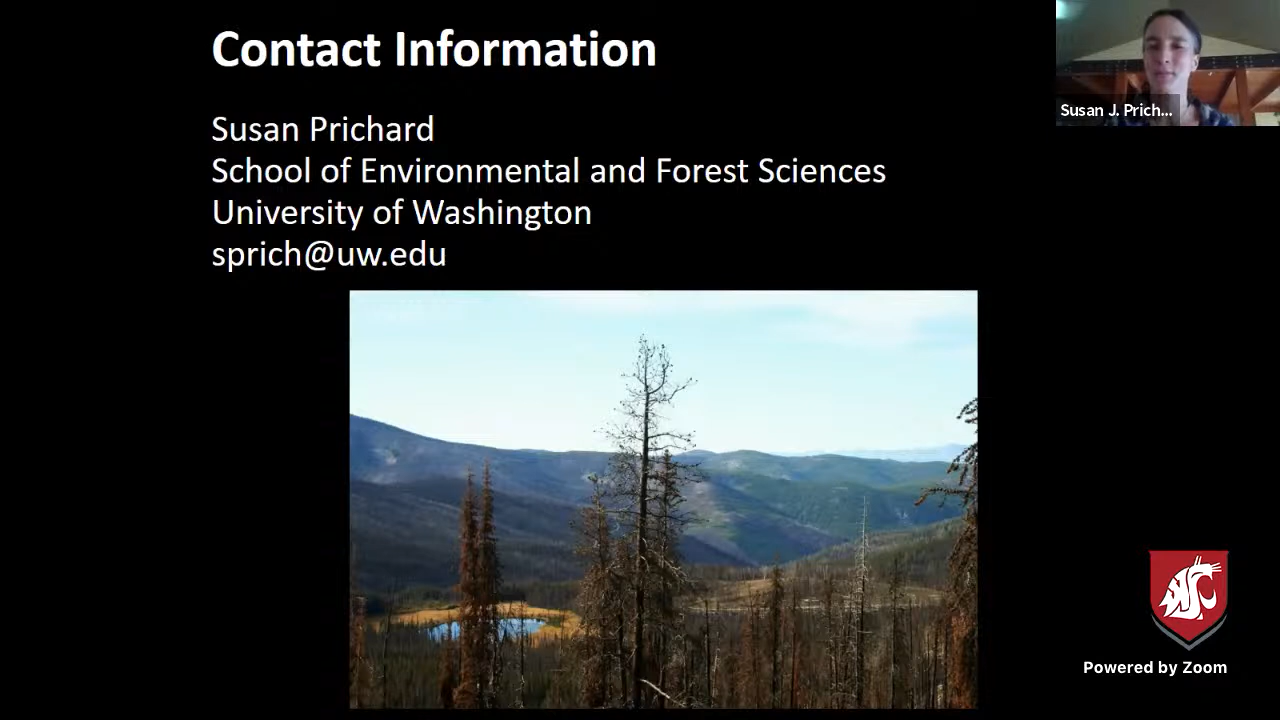 Contact Information
Susan J. Prich...
Susan Prichard
School of Environmental and Forest Sciences
University of Washington
sprich@uw.edu
Powered by Zoom